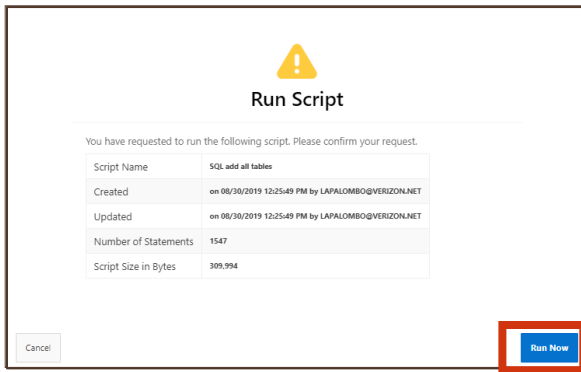 Run Script
You have requested to run the following script. Please confirm your request.
Script Name SQL add all tables
Created on 08/30/2019 12:25:49 PM by LAPALOMBO@VERIZON.NET
Updated on 08/30/2019 12:25:49 PM by LAPALOMBO@VERIZON.NET
Number of Statements 1547
Script Size in Bytes 309,994
Cancel Run Now